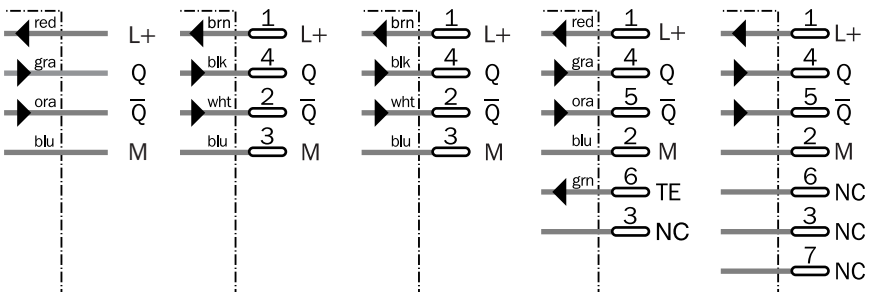 red L+
gra Q
ora Q̅
blu M
brn 1 L+
blk 4 Q
wht 2 Q̅
blu 3 M
brn 1 L+
blk 4 Q
wht 2 Q̅
blu 3 M
red 1 L+
gra 4 Q
ora 5 Q̅
blu 2 M
grn 6 TE
3 NC
1 L+
4 Q
5 Q̅
2 M
6 NC
3 NC
7 NC